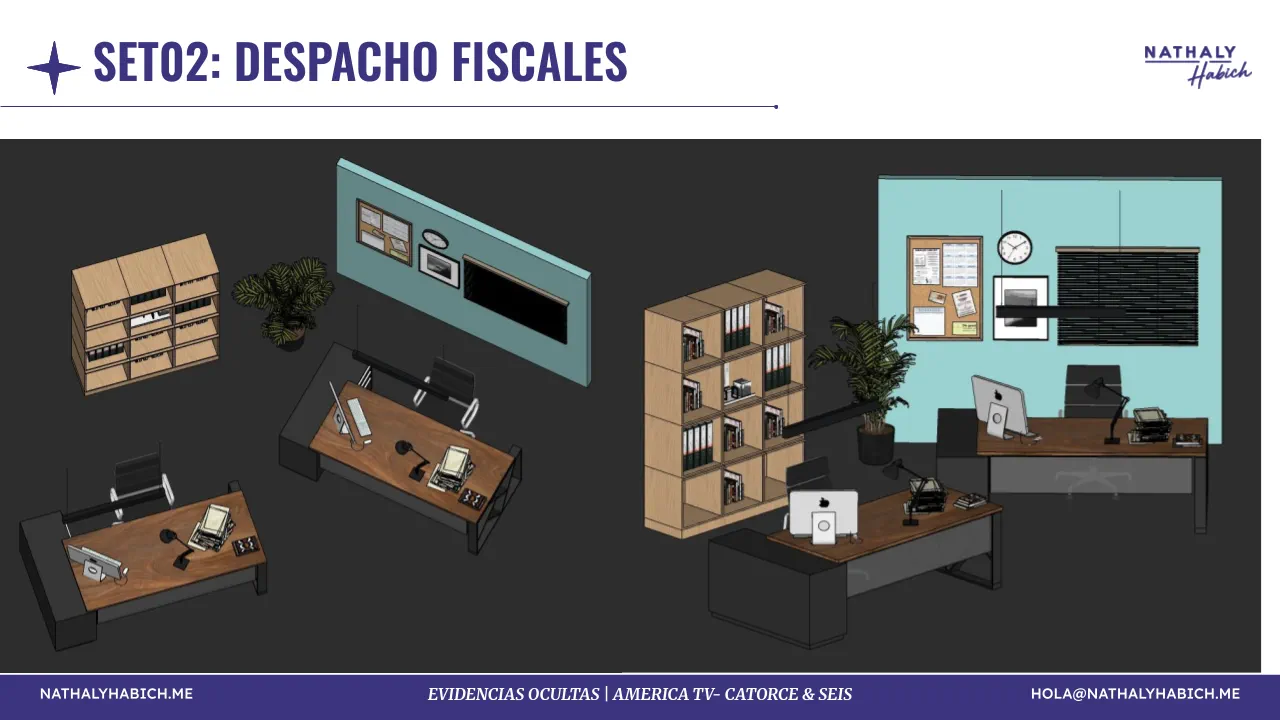 SET02: DESPACHO FISCALES
NATHALY
Habich
NATHALYHABICH.ME
EVIDENCIAS OCULTAS | AMERICA TV- CATORCE & SEIS
HOLA@NATHALYHABICH.ME